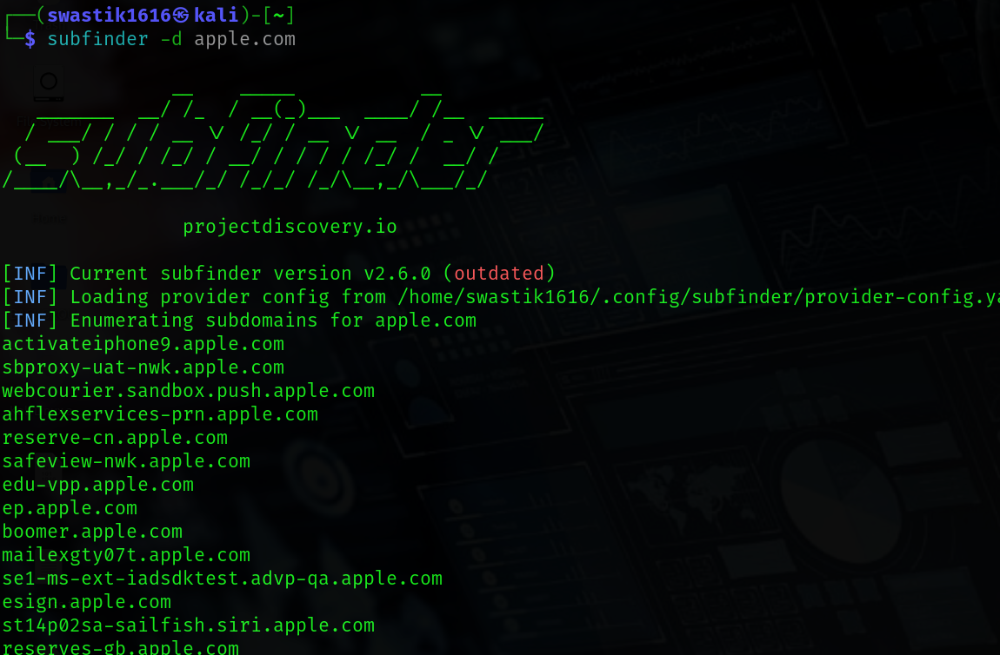 ┌──(swastik1616㉿kali)-[~]
└─$ subfinder -d apple.com
               __    _____           __
   _______  __/ /_  / __(_)___  ____/ /__  _____
  / ___/ / / / __ \/ /_/ / __ \/ __  / _ \/ ___/
 (__  ) /_/ / /_/ / __/ / / / / /_/ /  __/ /
/____/\__,_/_.___/_/ /_/_/ /_/\__,_/\___/_/
projectdiscovery.io
[INF] Current subfinder version v2.6.0 (outdated)
[INF] Loading provider config from /home/swastik1616/.config/subfinder/provider-config.ya
[INF] Enumerating subdomains for apple.com
activateiphone9.apple.com
sbproxy-uat-nwk.apple.com
webcourier.sandbox.push.apple.com
ahflexservices-prn.apple.com
reserve-cn.apple.com
safeview-nwk.apple.com
edu-vpp.apple.com
ep.apple.com
boomer.apple.com
mailexgty07t.apple.com
se1-ms-ext-iadsdktest.advp-qa.apple.com
esign.apple.com
st14p02sa-sailfish.siri.apple.com
reserves-gb.apple.com